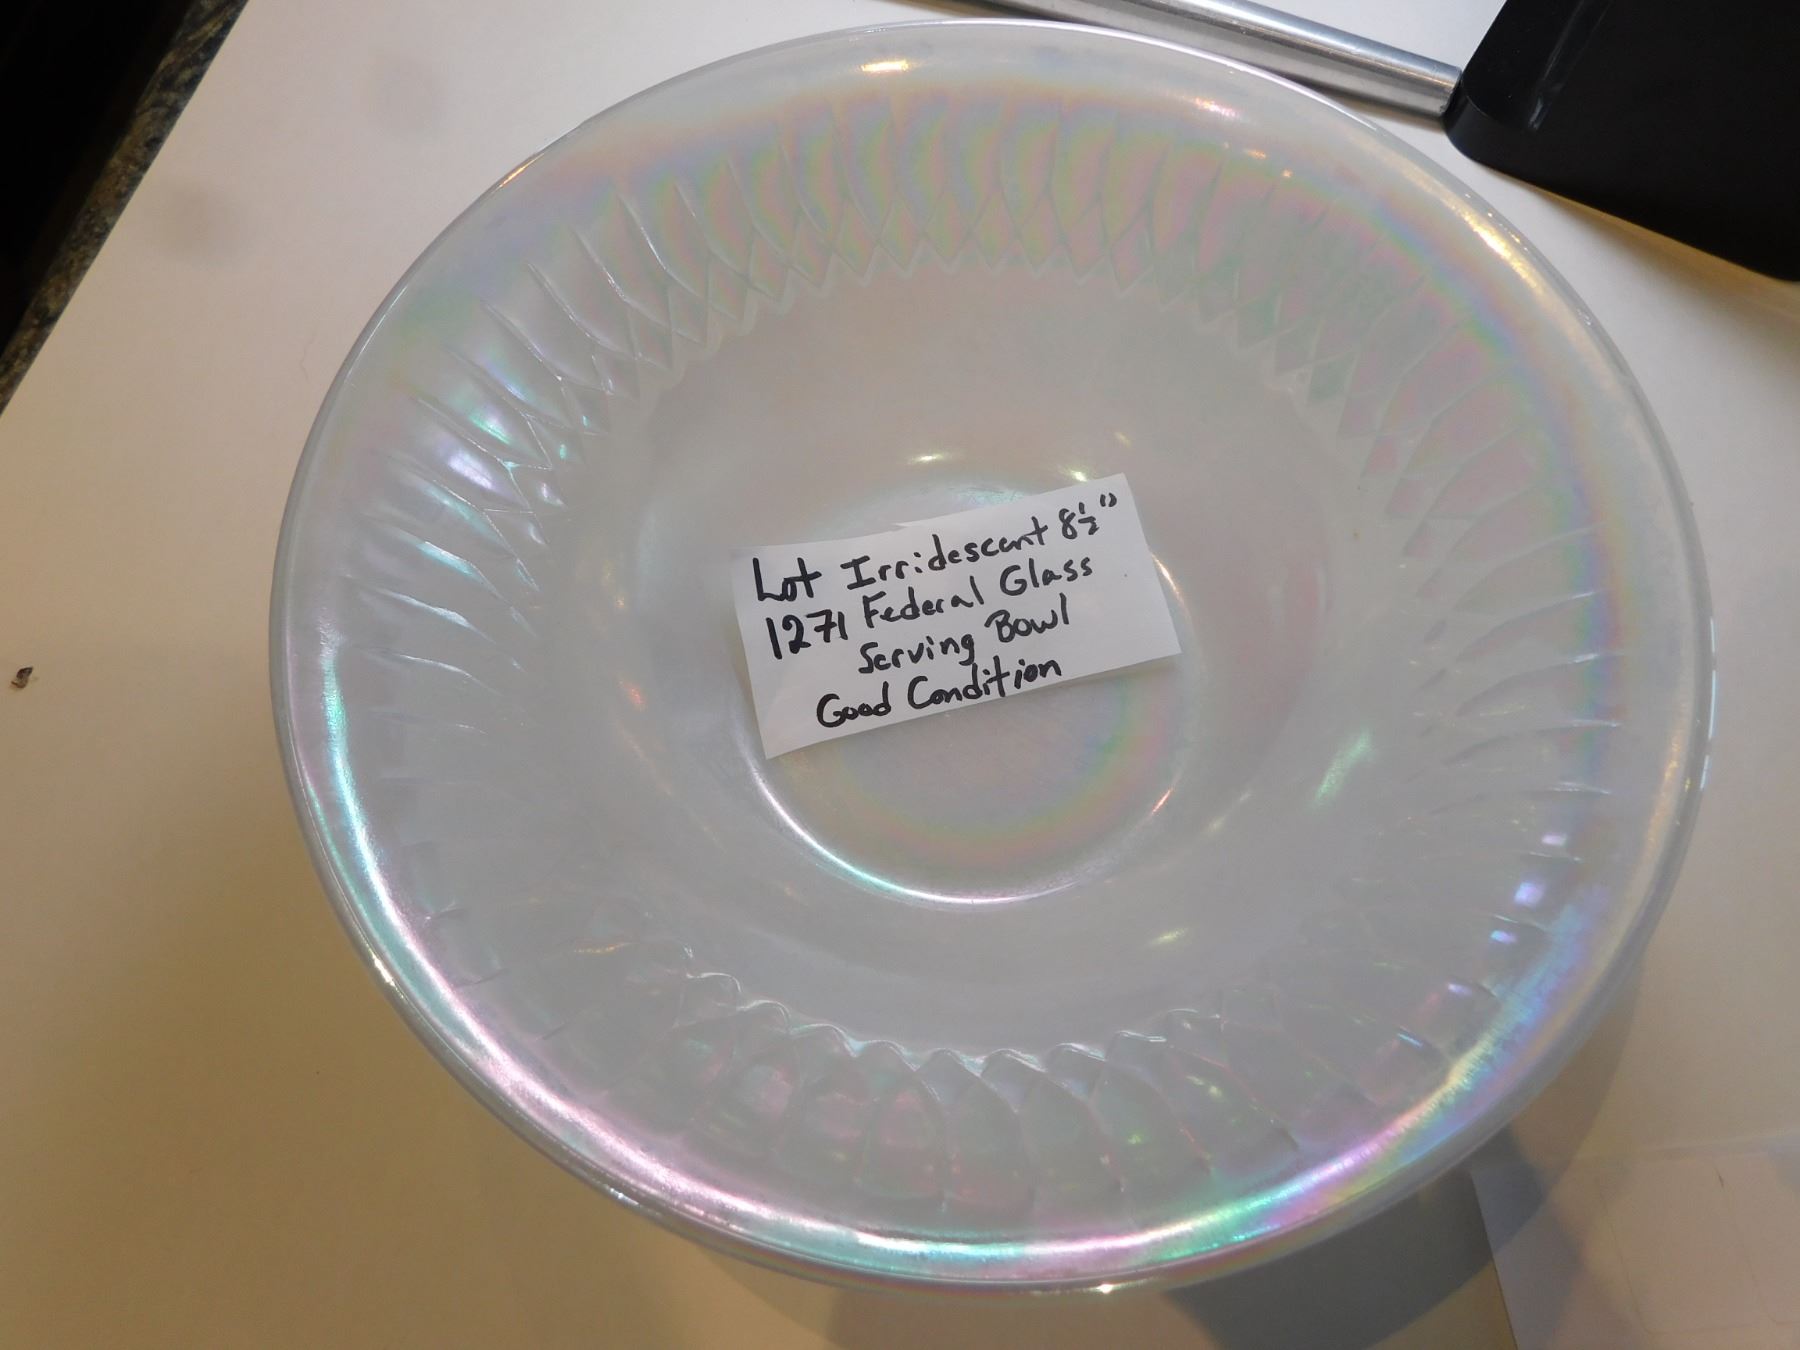 Lot Irridescent 8½"
1271 Federal Glass
Serving Bowl
Good Condition